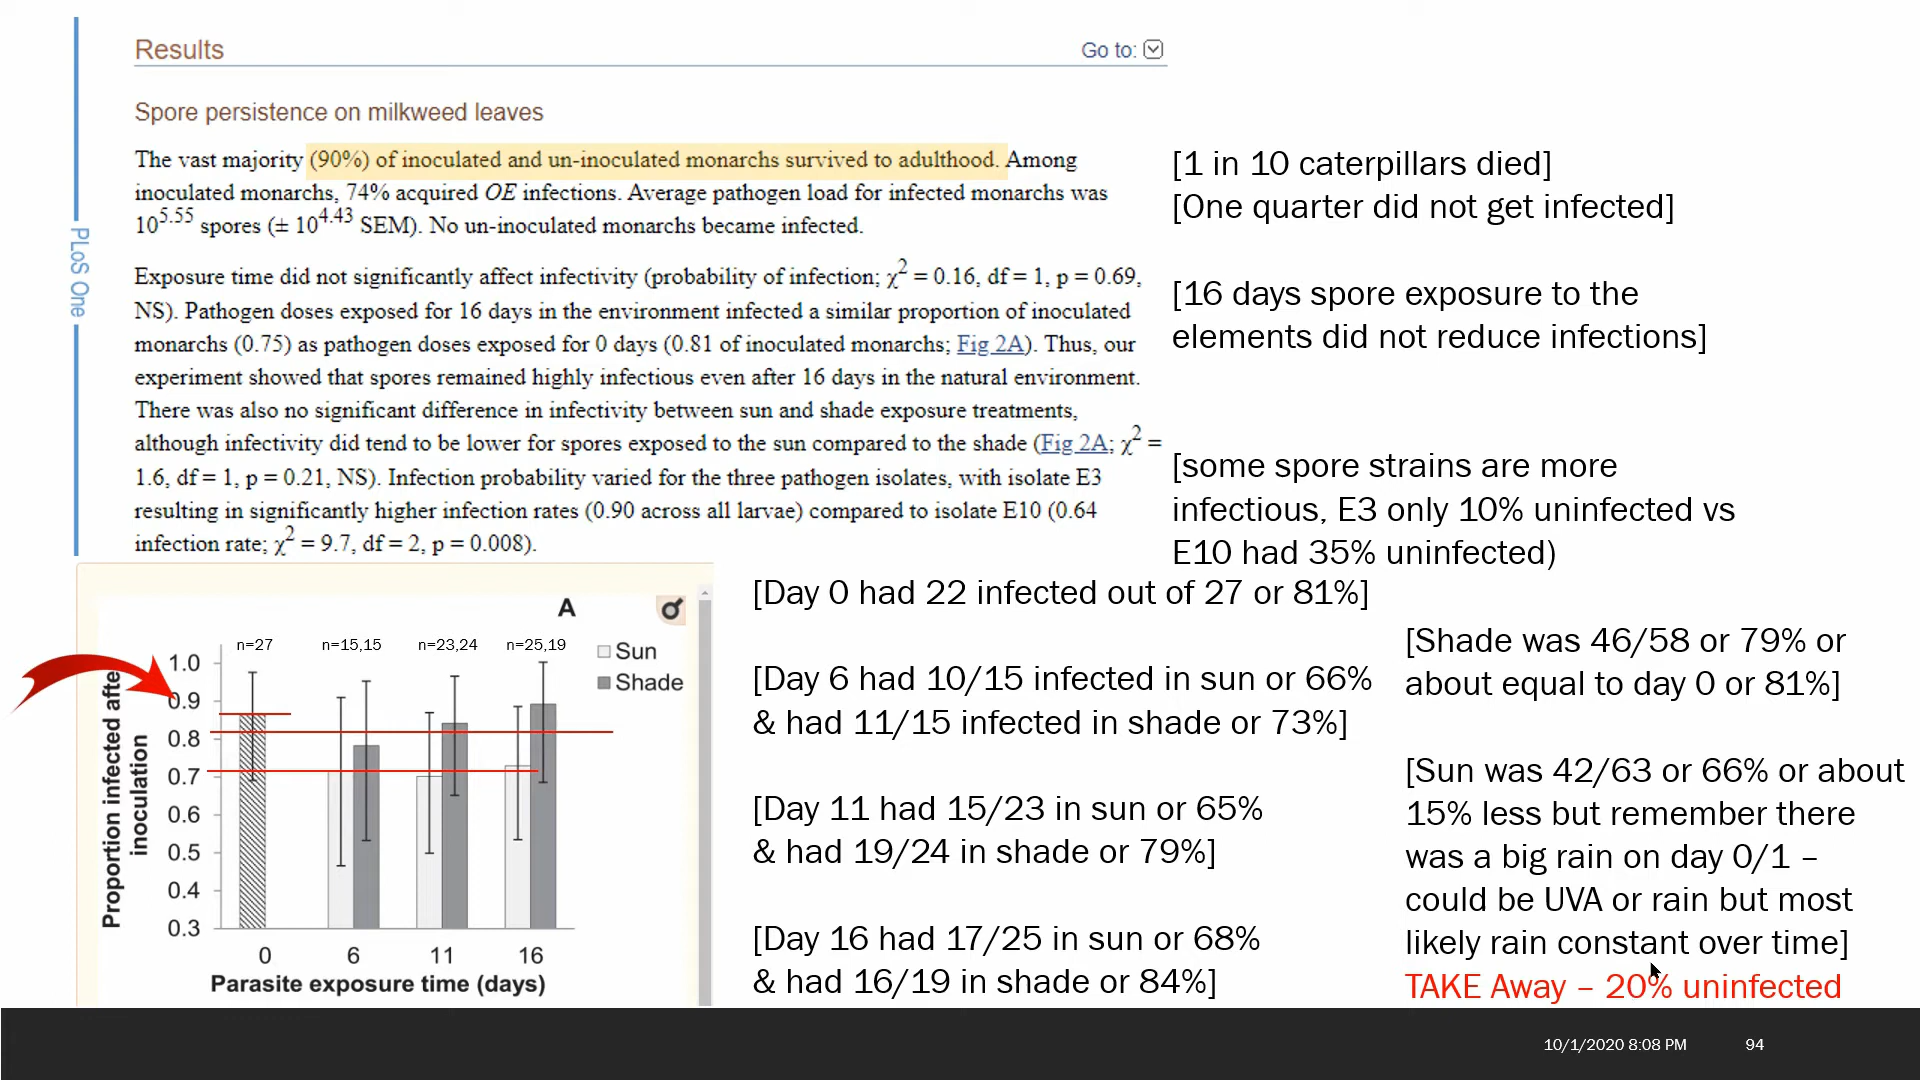 Results
Go to:
Spore persistence on milkweed leaves
The vast majority (90%) of inoculated and un-inoculated monarchs survived to adulthood. Among
inoculated monarchs, 74% acquired OE infections. Average pathogen load for infected monarchs was
10^5.55 spores (± 10^4.43 SEM). No un-inoculated monarchs became infected.
PLoS One
Exposure time did not significantly affect infectivity (probability of infection; χ² = 0.16, df = 1, p = 0.69,
NS). Pathogen doses exposed for 16 days in the environment infected a similar proportion of inoculated
monarchs (0.75) as pathogen doses exposed for 0 days (0.81 of inoculated monarchs; Fig 2A). Thus, our
experiment showed that spores remained highly infectious even after 16 days in the natural environment.
There was also no significant difference in infectivity between sun and shade exposure treatments,
although infectivity did tend to be lower for spores exposed to the sun compared to the shade (Fig 2A; χ² =
1.6, df = 1, p = 0.21, NS). Infection probability varied for the three pathogen isolates, with isolate E3
resulting in significantly higher infection rates (0.90 across all larvae) compared to isolate E10 (0.64
infection rate; χ² = 9.7, df = 2, p = 0.008).
[1 in 10 caterpillars died]
[One quarter did not get infected]
[16 days spore exposure to the
elements did not reduce infections]
[some spore strains are more
infectious, E3 only 10% uninfected vs
E10 had 35% uninfected)
A
n=27
n=15,15
n=23,24
n=25,19
Sun
Shade
Proportion infected afte
inoculation
1.0
0.9
0.8
0.7
0.6
0.5
0.4
0.3
0
6
11
16
Parasite exposure time (days)
[Day 0 had 22 infected out of 27 or 81%]
[Day 6 had 10/15 infected in sun or 66%
& had 11/15 infected in shade or 73%]
[Day 11 had 15/23 in sun or 65%
& had 19/24 in shade or 79%]
[Day 16 had 17/25 in sun or 68%
& had 16/19 in shade or 84%]
[Shade was 46/58 or 79% or
about equal to day 0 or 81%]
[Sun was 42/63 or 66% or about
15% less but remember there
was a big rain on day 0/1 –
could be UVA or rain but most
likely rain constant over time]
TAKE Away – 20% uninfected
10/1/2020 8:08 PM
94